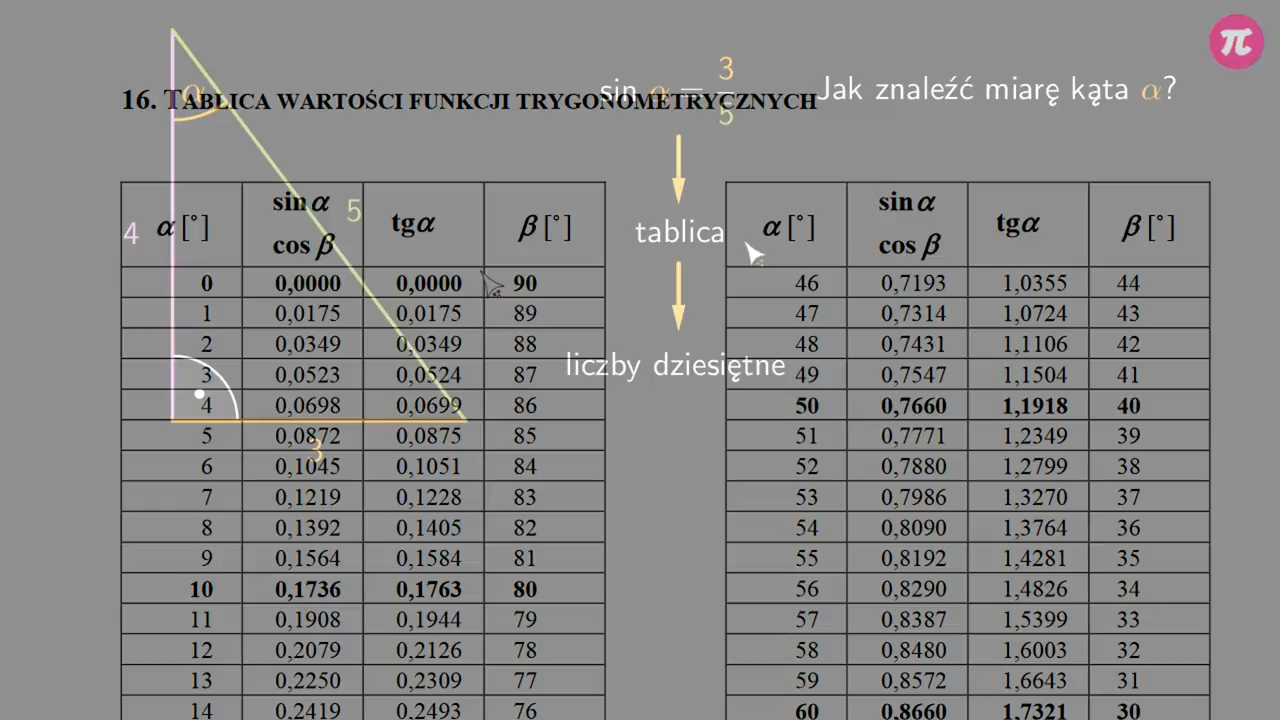 π
sin α = 3/5
Jak znaleźć miarę kąta α?
16. TABLICA WARTOŚCI FUNKCJI TRYGONOMETRYCZNYCH
α
5
4
3
tablica
liczby dziesiętne
α [°] sin α cos β tg α β [°]
0 0,0000 0,0000 90
1 0,0175 0,0175 89
2 0,0349 0,0349 88
3 0,0523 0,0524 87
4 0,0698 0,0699 86
5 0,0872 0,0875 85
6 0,1045 0,1051 84
7 0,1219 0,1228 83
8 0,1392 0,1405 82
9 0,1564 0,1584 81
10 0,1736 0,1763 80
11 0,1908 0,1944 79
12 0,2079 0,2126 78
13 0,2250 0,2309 77
14 0,2419 0,2493 76
α [°] sin α cos β tg α β [°]
46 0,7193 1,0355 44
47 0,7314 1,0724 43
48 0,7431 1,1106 42
49 0,7547 1,1504 41
50 0,7660 1,1918 40
51 0,7771 1,2349 39
52 0,7880 1,2799 38
53 0,7986 1,3270 37
54 0,8090 1,3764 36
55 0,8192 1,4281 35
56 0,8290 1,4826 34
57 0,8387 1,5399 33
58 0,8480 1,6003 32
59 0,8572 1,6643 31
60 0,8660 1,7321 30